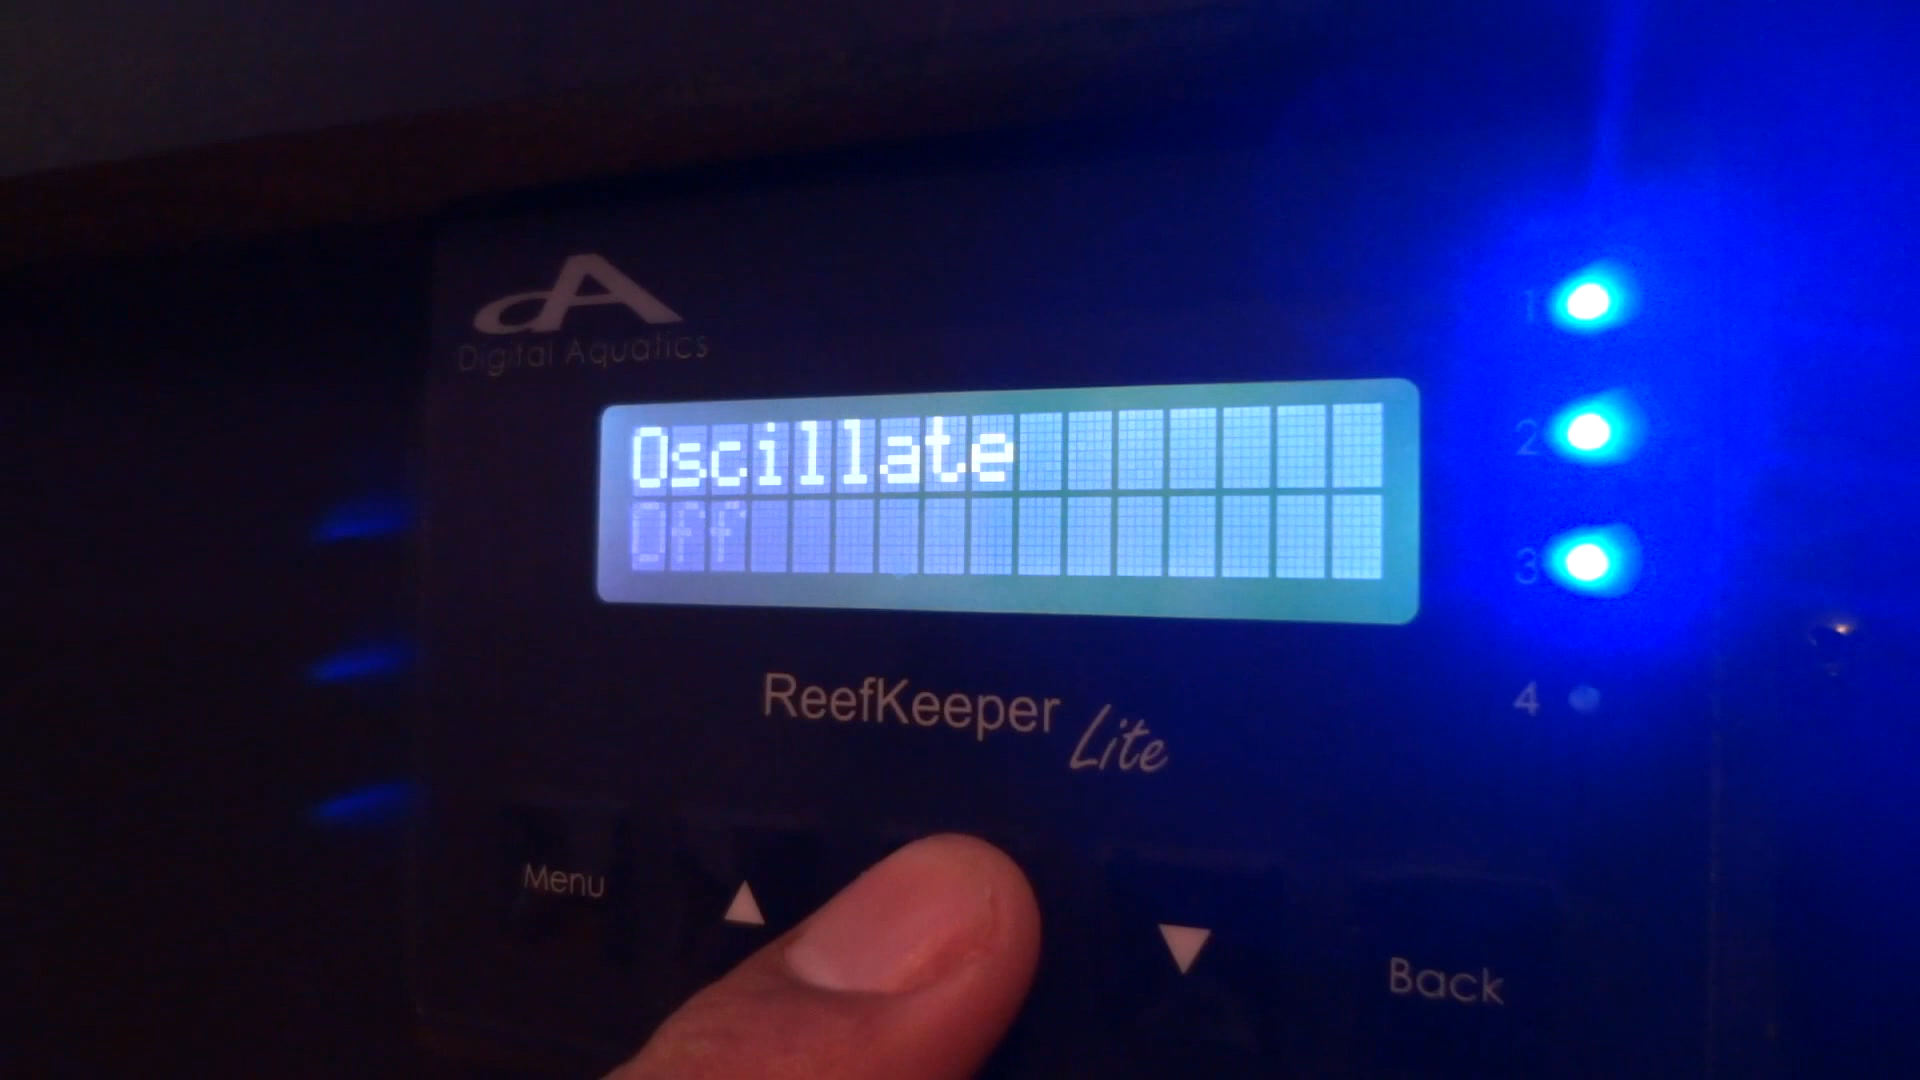 dA
Digital Aquatics
Oscillate
Off
1
2
3
4
ReefKeeper Lite
Menu
Back